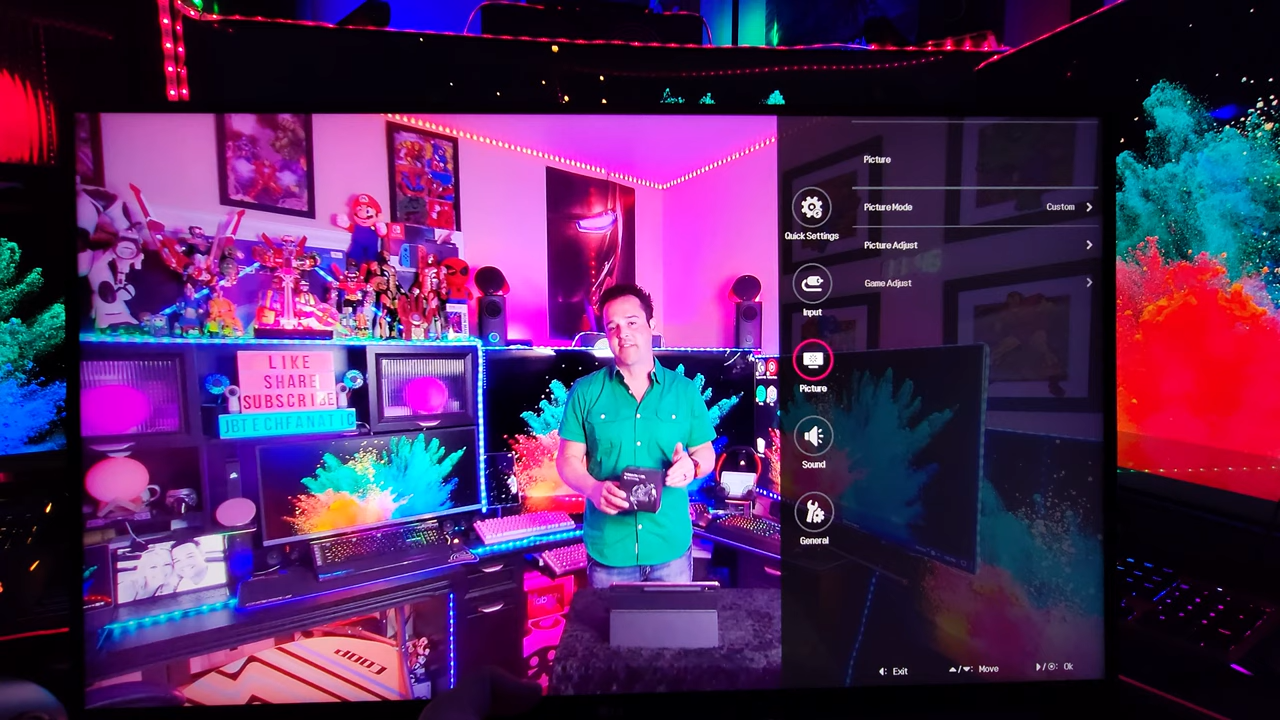 Picture
Picture Mode
Custom
Quick Settings
Picture Adjust
Game Adjust
Input
Picture
Sound
General
LIKE
SHARE
SUBSCRIBE
JBTECHFANATIC
: Exit
/ : Move
/ : Ok